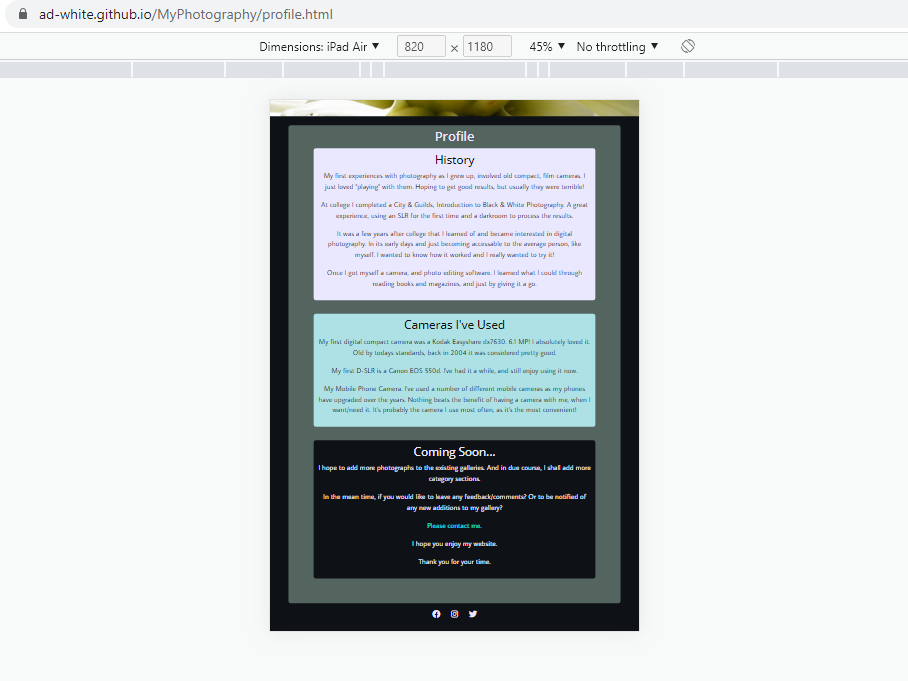 ad-white.github.io/MyPhotography/profile.html
Dimensions: iPad Air ▼ 820 × 1180 45% ▼ No throttling ▼
Profile
History
My first experiences with photography as I grew up, involved old compact, film cameras. I
just loved "playing" with them. Hoping to get good results, but usually they were terrible!
At college I completed a City & Guilds, Introduction to Black & White Photography. A great
experience, using an SLR for the first time and a darkroom to process the results.
It was a few years after college that I learned of and became interested in digital
photography. In its early days and just becoming accessable to the average person, like
myself. I wanted to know how it worked and I really wanted to try it!
Once I got myself a camera, and photo editing software. I learned what I could through
reading books and magazines, and just by giving it a go.
Cameras I've Used
My first digital compact camera was a Kodak Easyshare dx7630. 6.1 MP! I absolutely loved it.
Old by todays standards, back in 2004 it was considered pretty good.
My first D-SLR is a Canon EOS 550d. I've had it a while, and still enjoy using it now.
My Mobile Phone Camera. I've used a number of different mobile cameras as my phones
have upgraded over the years. Nothing beats the benefit of having a camera with me, when I
want/need it. It's probably the camera I use most often, as it's the most convenient!
Coming Soon...
I hope to add more photographs to the existing galleries. And in due course, I shall add more
category sections.
In the mean time, if you would like to leave any feedback/comments? Or to be notified of
any new additions to my gallery?
Please contact me.
I hope you enjoy my website.
Thank you for your time.